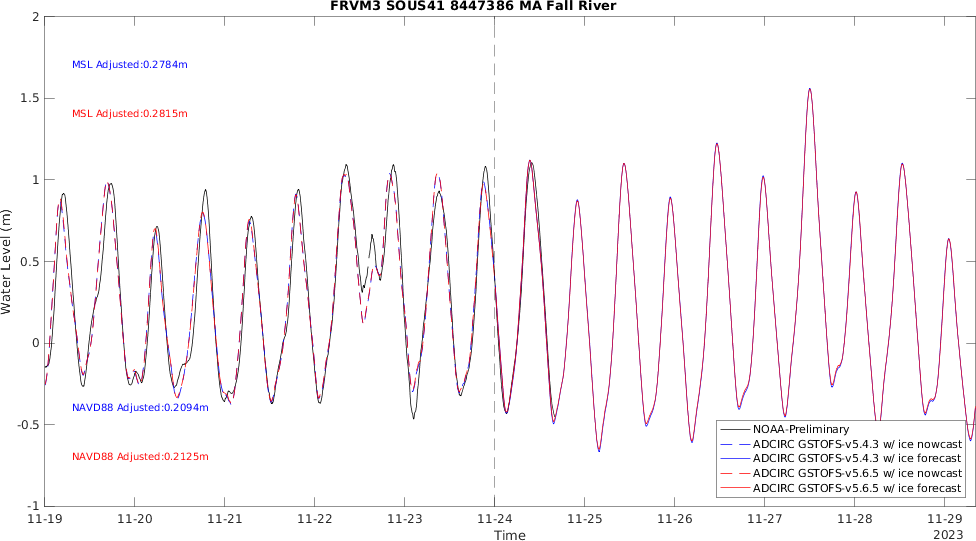 FRVM3 SOUS41 8447386 MA Fall River
Water Level (m)
2
1.5
1
0.5
0
-0.5
-1
MSL Adjusted:0.2784m
MSL Adjusted:0.2815m
NAVD88 Adjusted:0.2094m
NAVD88 Adjusted:0.2125m
NOAA-Preliminary
ADCIRC GSTOFS-v5.4.3 w/ ice nowcast
ADCIRC GSTOFS-v5.4.3 w/ ice forecast
ADCIRC GSTOFS-v5.6.5 w/ ice nowcast
ADCIRC GSTOFS-v5.6.5 w/ ice forecast
11-19 11-20 11-21 11-22 11-23 11-24 11-25 11-26 11-27 11-28 11-29
Time
2023